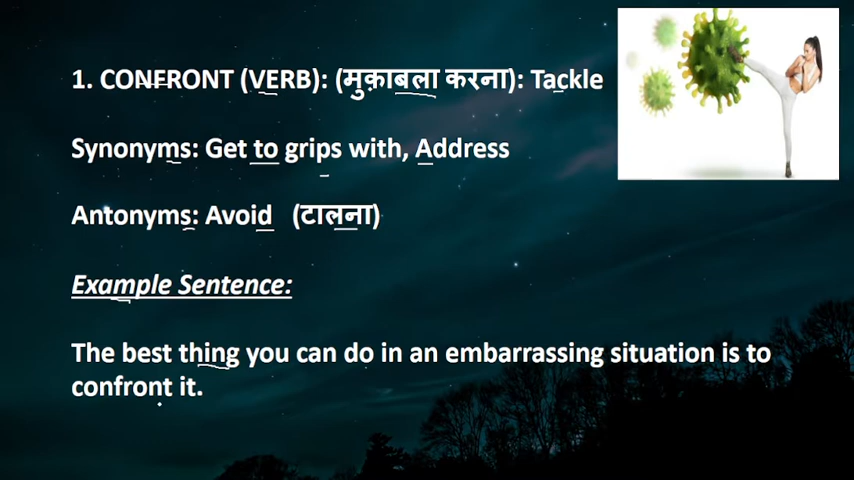 1. CONFRONT (VERB): (मुक़ाबला करना): Tackle
Synonyms: Get to grips with, Address
Antonyms: Avoid (टालना)
Example Sentence:
The best thing you can do in an embarrassing situation is to
confront it.